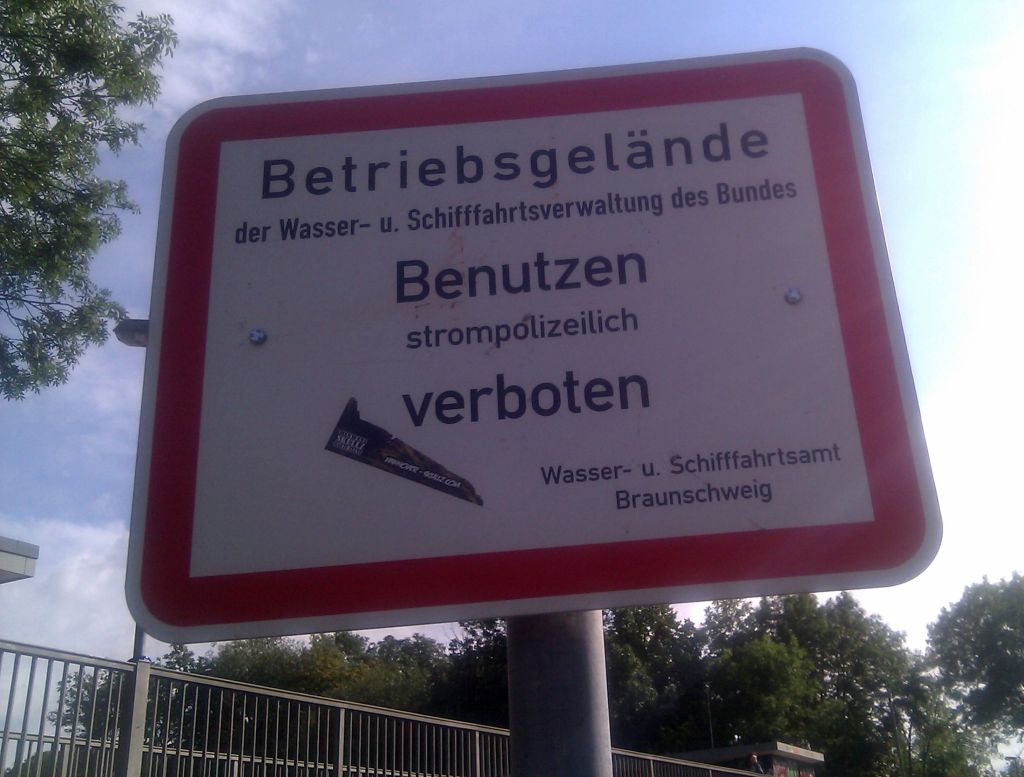 Betriebsgelände
der Wasser- u. Schifffahrtsverwaltung des Bundes
Benutzen
strompolizeilich
verboten
Wasser- u. Schifffahrtsamt
Braunschweig